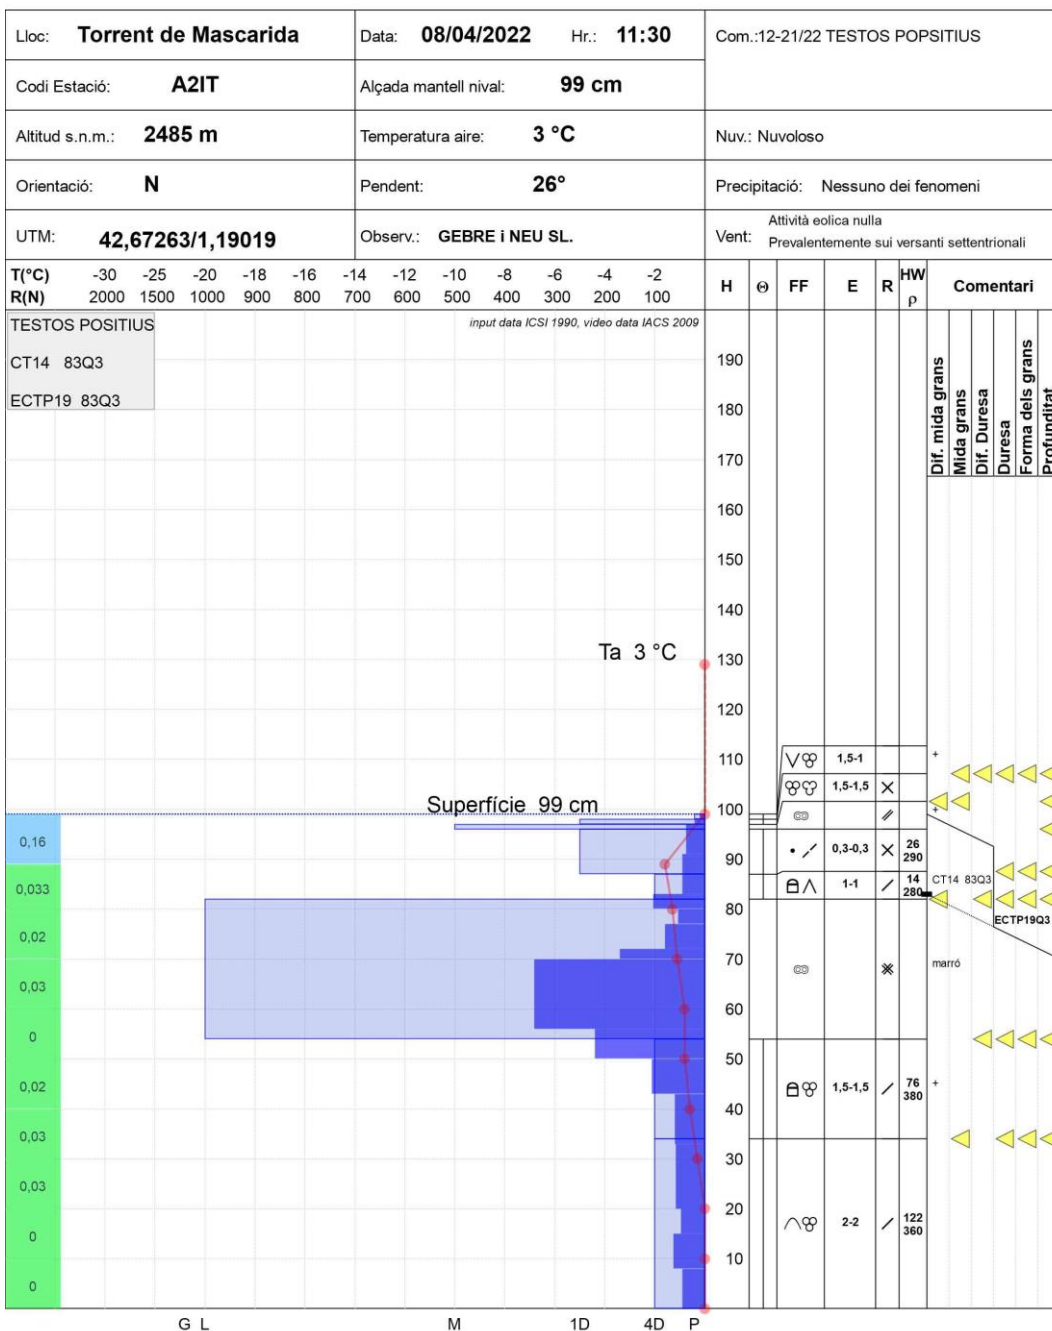 Lloc: Torrent de Mascarida
Data: 08/04/2022 Hr.: 11:30
Com.:12-21/22 TESTOS POPSITIUS
Codi Estació: A2IT
Alçada mantell nival: 99 cm
Altitud s.n.m.: 2485 m
Temperatura aire: 3 °C
Nuv.: Nuvoloso
Orientació: N
Pendent: 26°
Precipitació: Nessuno dei fenomeni
UTM: 42,67263/1,19019
Observ.: GEBRE i NEU SL.
Vent: Attività eolica nulla
Prevalentemente sui versanti settentrionali
T(°C) -30 -25 -20 -18 -16 -14 -12 -10 -8 -6 -4 -2
R(N) 2000 1500 1000 900 800 700 600 500 400 300 200 100
H Θ FF E R HW ρ Comentari
TESTOS POSITIUS
CT14 83Q3
ECTP19 83Q3
input data ICSI 1990, video data IACS 2009
Dif. mida grans
Mida grans
Dif. Duresa
Duresa
Forma dels grans
Profunditat
190
180
170
160
150
140
130
120
110
100
90
80
70
60
50
40
30
20
10
Ta 3 °C
Superfície 99 cm
0,16
0,033
0,02
0,03
0
0,02
0,03
0,03
0
0
1,5-1 +
1,5-1,5
+
0,3-0,3 26
290
1-1 14
280
CT14 83Q3
ECTP19Q3
marró
1,5-1,5 76
380
+
2-2 122
360
G L M 1D 4D P